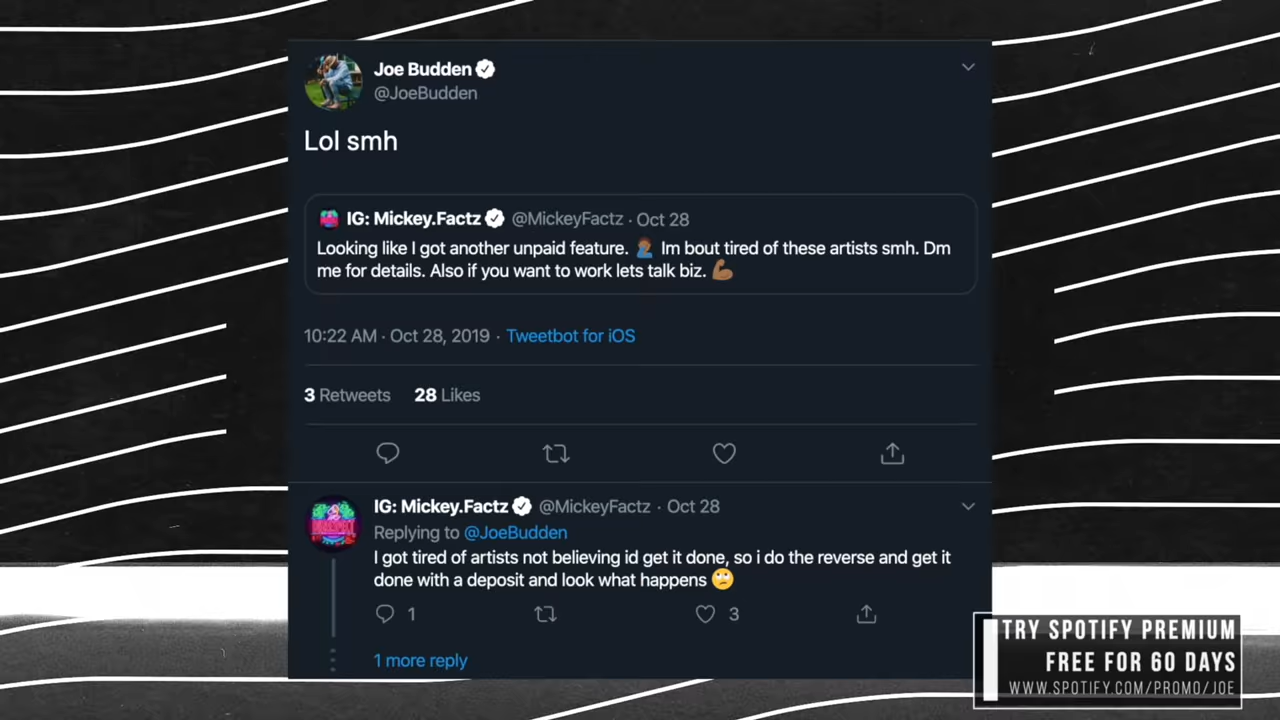 Joe Budden
@JoeBudden
Lol smh
IG: Mickey.Factz @MickeyFactz · Oct 28
Looking like I got another unpaid feature. 🤦🏾‍♂️ Im bout tired of these artists smh. Dm
me for details. Also if you want to work lets talk biz. 💪🏾
10:22 AM · Oct 28, 2019 · Tweetbot for iOS
3 Retweets 28 Likes
IG: Mickey.Factz @MickeyFactz · Oct 28
Replying to @JoeBudden
I got tired of artists not believing id get it done, so i do the reverse and get it
done with a deposit and look what happens 🙄
1 3
1 more reply
TRY SPOTIFY PREMIUM
FREE FOR 60 DAYS
WWW.SPOTIFY.COM/PROMO/JOE